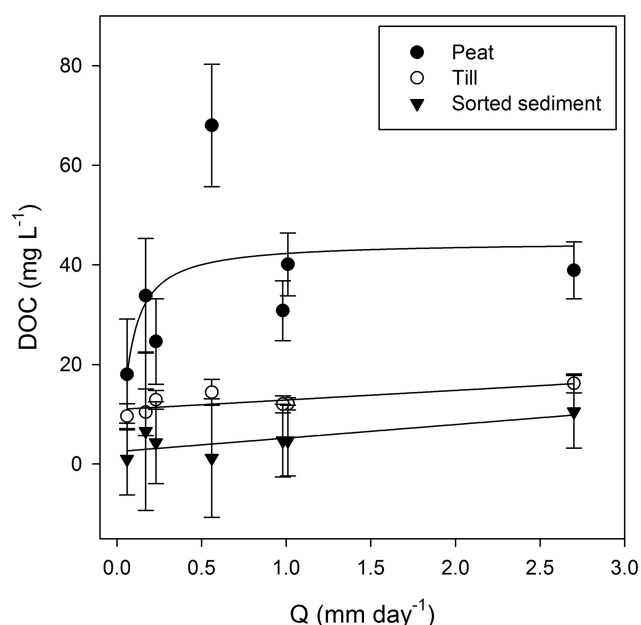 Peat
Till
Sorted sediment
80
60
40
20
0
DOC (mg L⁻¹)
0.0 0.5 1.0 1.5 2.0 2.5 3.0
Q (mm day⁻¹)